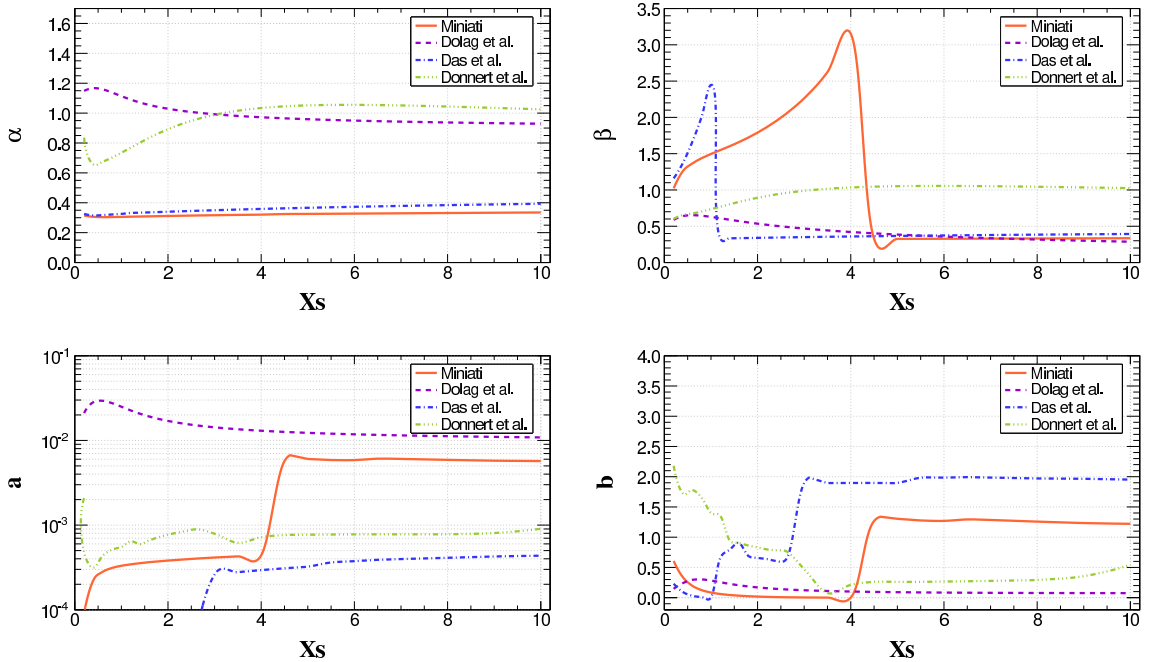 α
1.6
1.4
1.2
1.0
0.8
0.6
0.4
0.2
0.0
0 2 4 6 8 10
Xs
Miniati
Dolag et al.
Das et al.
Donnert et al.
β
3.5
3.0
2.5
2.0
1.5
1.0
0.5
0.0
0 2 4 6 8 10
Xs
Miniati
Dolag et al.
Das et al.
Donnert et al.
a
10-1
10-2
10-3
10-4
0 2 4 6 8 10
Xs
Miniati
Dolag et al.
Das et al.
Donnert et al.
b
4.0
3.5
3.0
2.5
2.0
1.5
1.0
0.5
0.0
0 2 4 6 8 10
Xs
Miniati
Dolag et al.
Das et al.
Donnert et al.